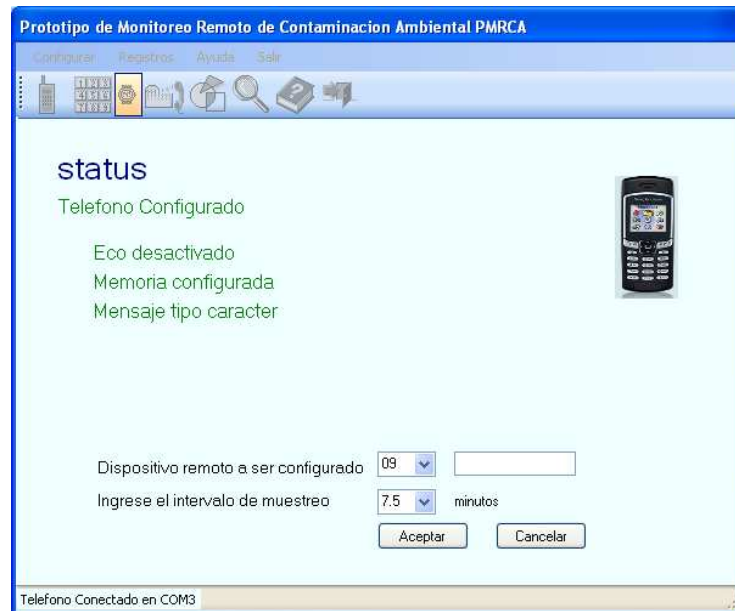 Prototipo de Monitoreo Remoto de Contaminacion Ambiental PMRCA
Configurar Registros Ayuda Salir
status
Telefono Configurado
Eco desactivado
Memoria configurada
Mensaje tipo caracter
Dispositivo remoto a ser configurado 09
Ingrese el intervalo de muestreo 7.5 minutos
Aceptar Cancelar
Telefono Conectado en COM3